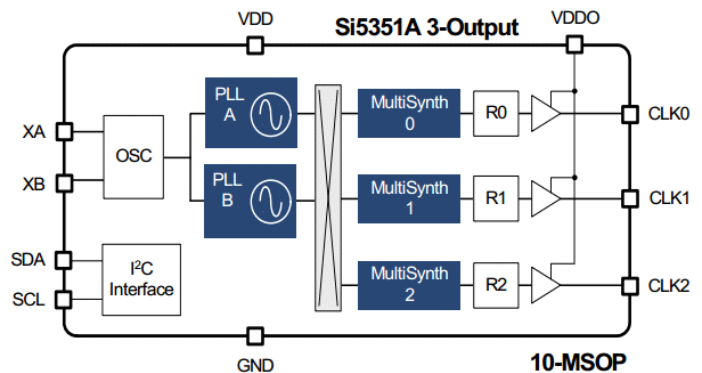 VDD
Si5351A 3-Output
VDDO
PLL
A
MultiSynth
0
R0
CLK0
XA
OSC
XB
PLL
B
MultiSynth
1
R1
CLK1
SDA
I²C
Interface
SCL
MultiSynth
2
R2
CLK2
GND
10-MSOP